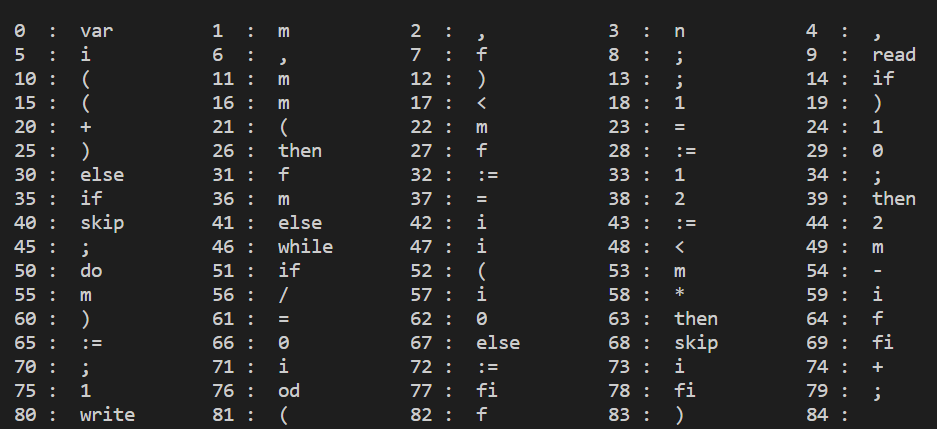 0 : var 1 : m 2 : , 3 : n 4 : ,
5 : i 6 : , 7 : f 8 : ; 9 : read
10 : ( 11 : m 12 : ) 13 : ; 14 : if
15 : ( 16 : m 17 : < 18 : 1 19 : )
20 : + 21 : ( 22 : m 23 : = 24 : 1
25 : ) 26 : then 27 : f 28 : := 29 : 0
30 : else 31 : f 32 : := 33 : 1 34 : ;
35 : if 36 : m 37 : = 38 : 2 39 : then
40 : skip 41 : else 42 : i 43 : := 44 : 2
45 : ; 46 : while 47 : i 48 : < 49 : m
50 : do 51 : if 52 : ( 53 : m 54 : -
55 : m 56 : / 57 : i 58 : * 59 : i
60 : ) 61 : = 62 : 0 63 : then 64 : f
65 : := 66 : 0 67 : else 68 : skip 69 : fi
70 : ; 71 : i 72 : := 73 : i 74 : +
75 : 1 76 : od 77 : fi 78 : fi 79 : ;
80 : write 81 : ( 82 : f 83 : ) 84 :